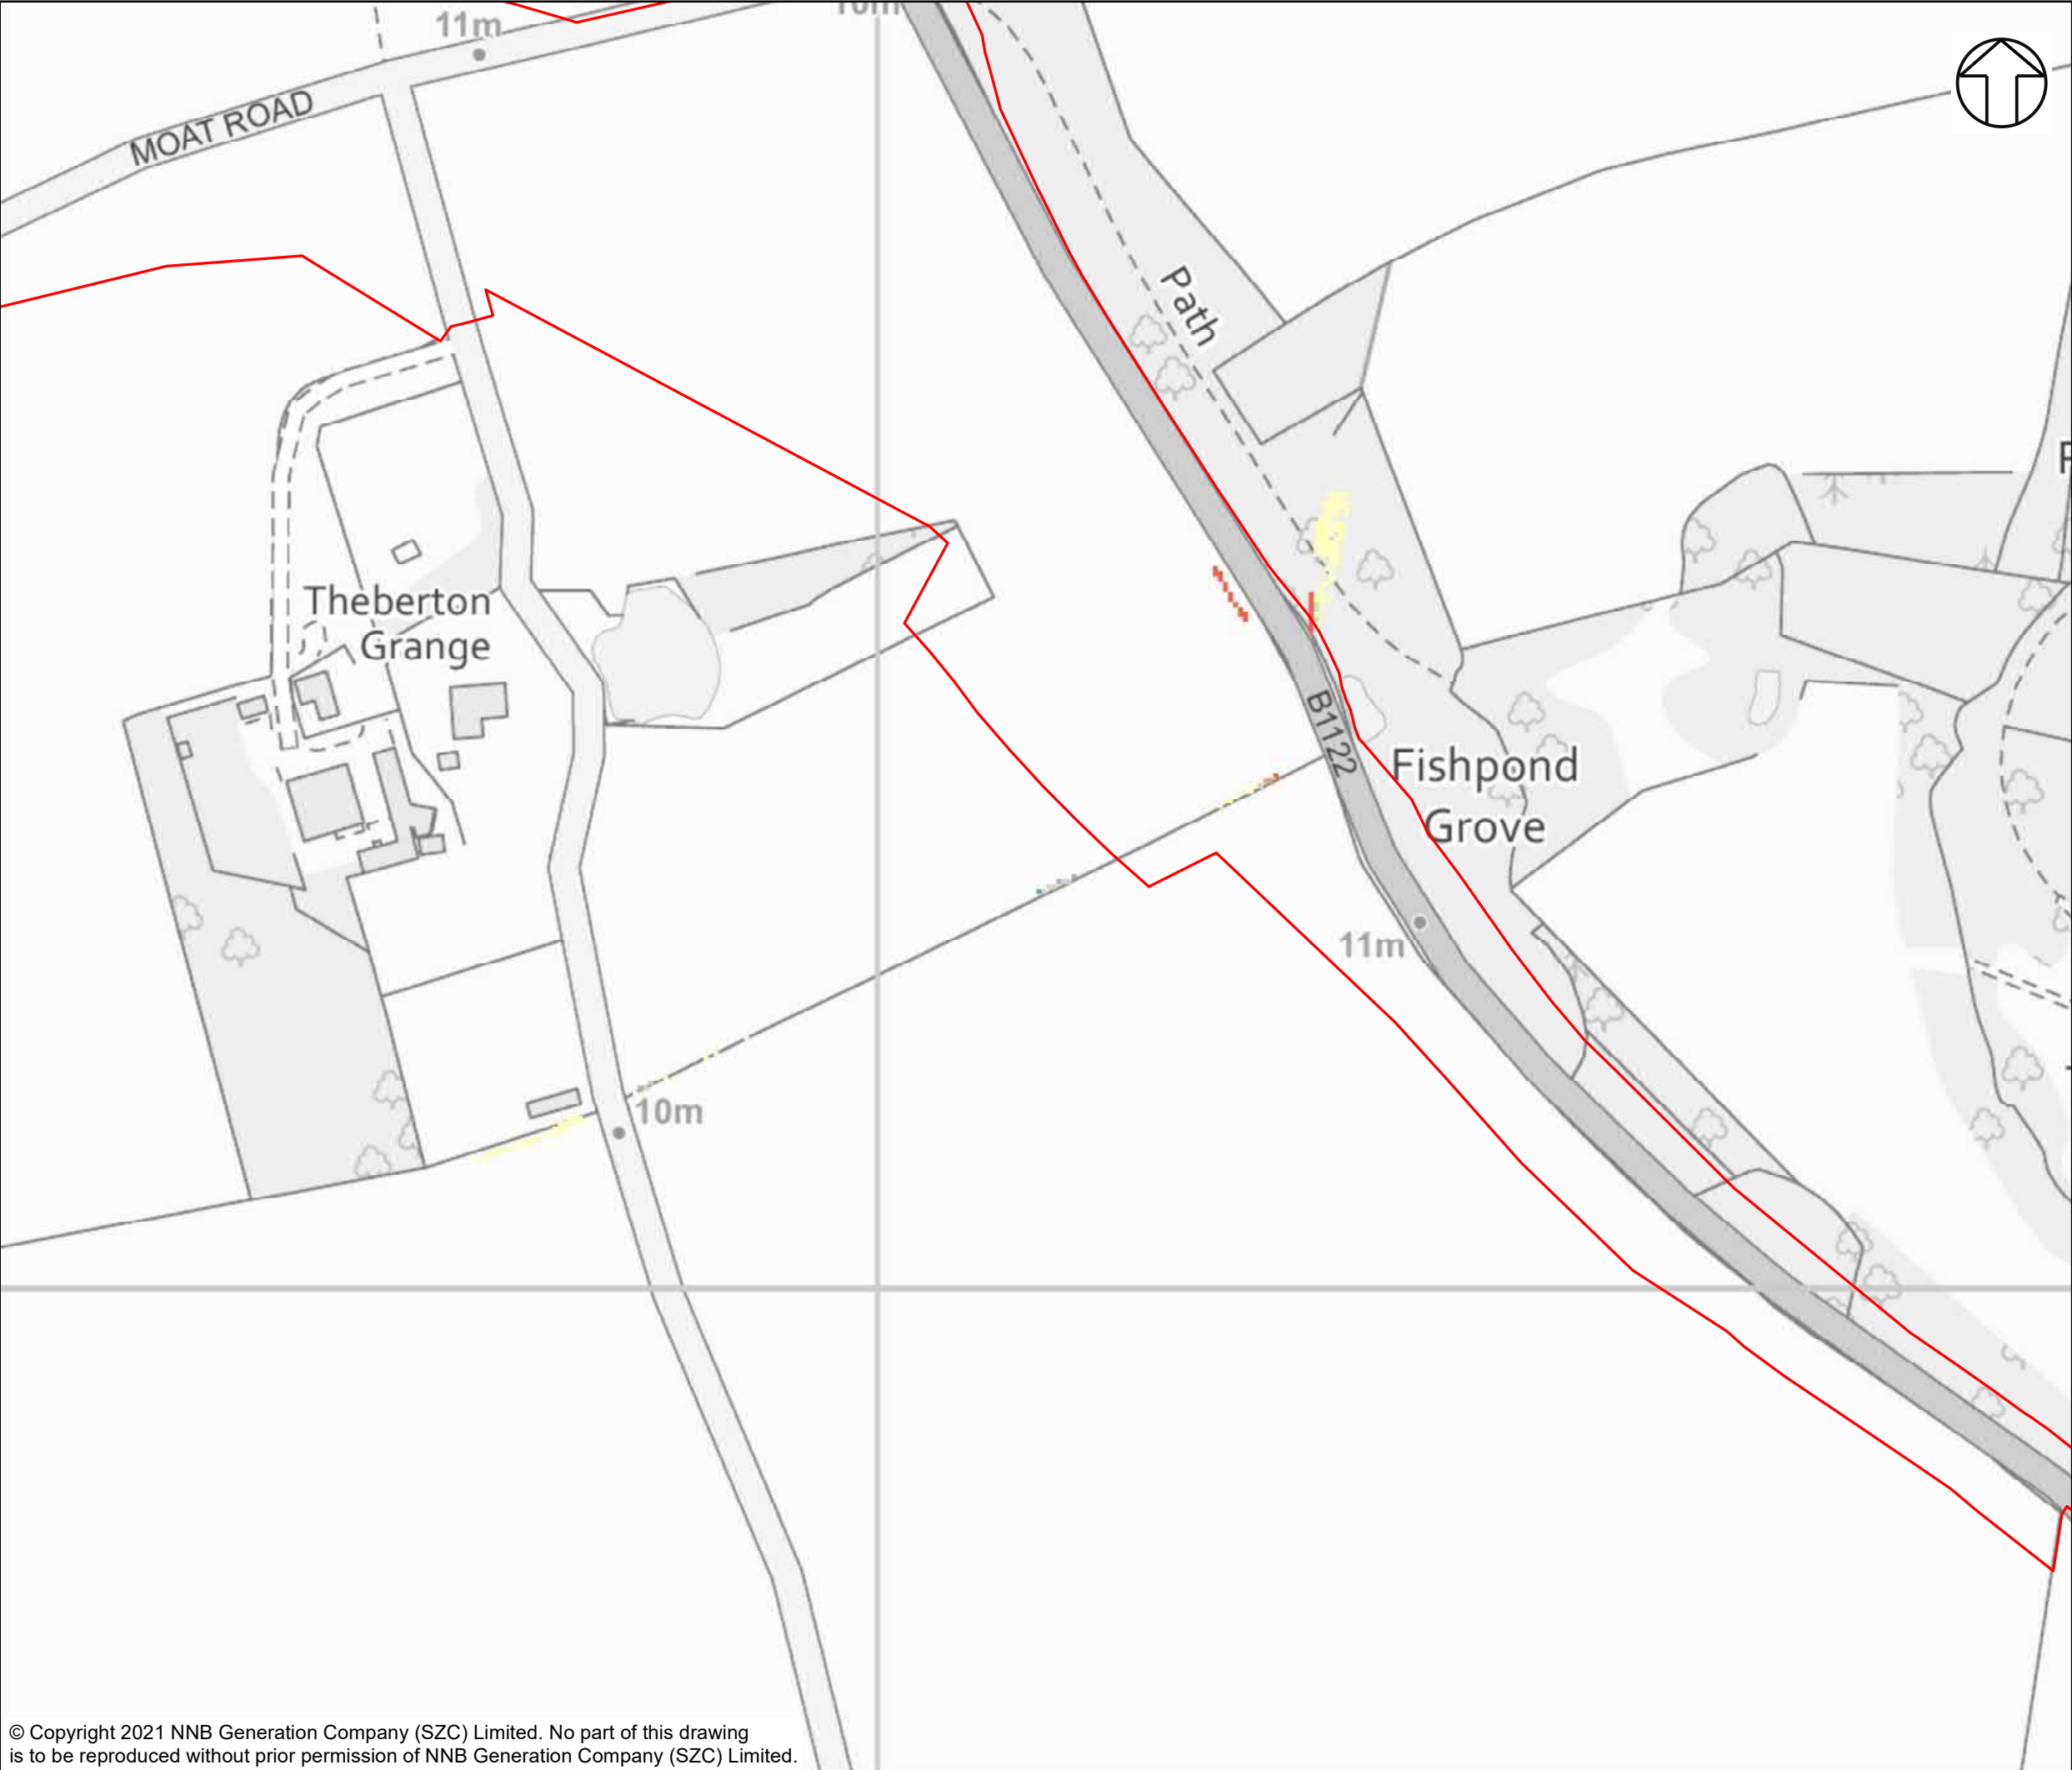 11m
10m
MOAT ROAD
Path
Theberton
Grange
B1122
Fishpond
Grove
11m
10m
© Copyright 2021 NNB Generation Company (SZC) Limited. No part of this drawing
is to be reproduced without prior permission of NNB Generation Company (SZC) Limited.